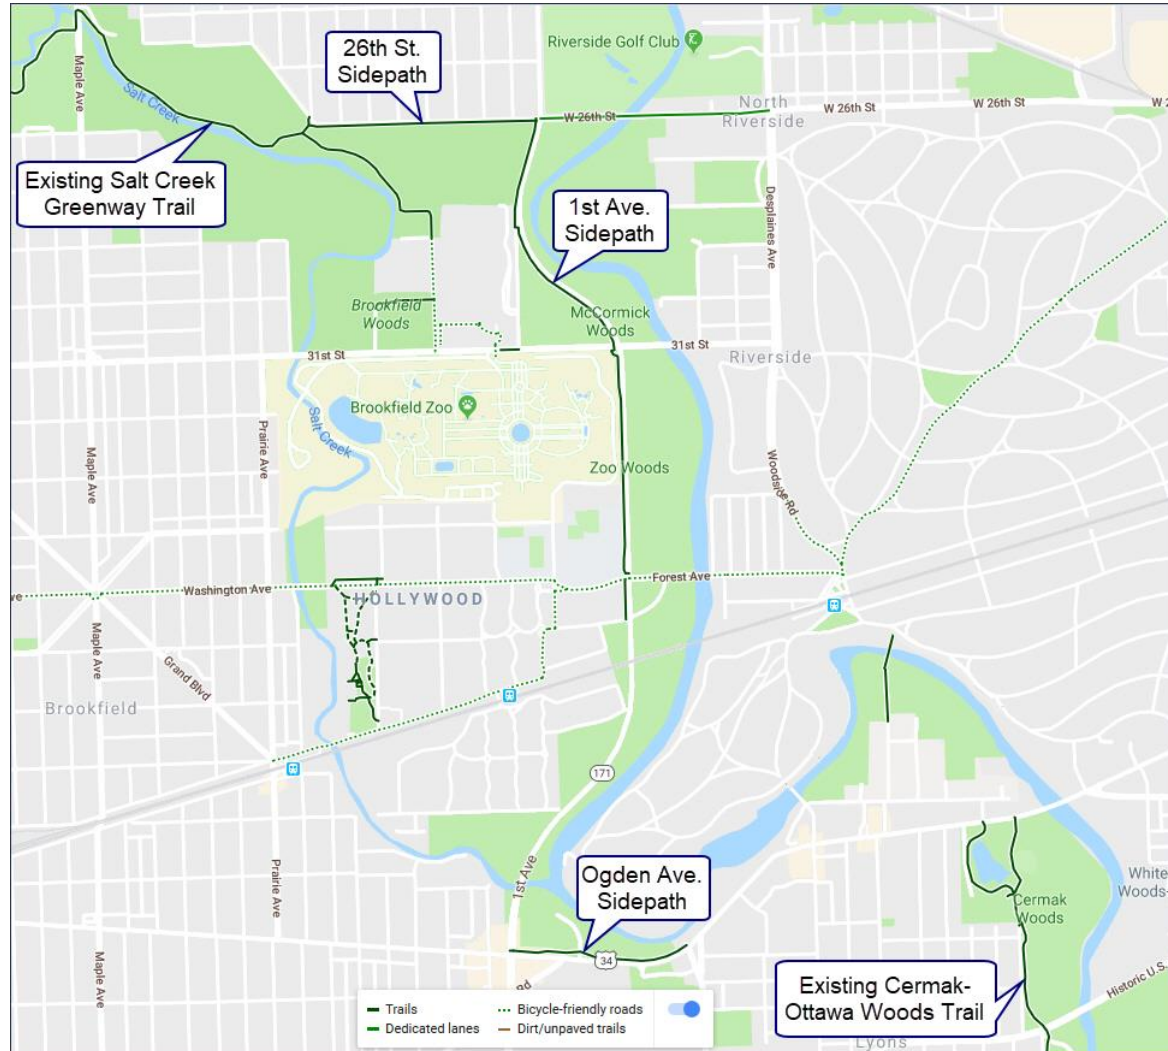 Riverside Golf Club
26th St.
Sidepath
Maple Ave
Salt Creek
W 26th St
North
Riverside
W 26th St
W 26th St
Existing Salt Creek
Greenway Trail
1st Ave.
Sidepath
Desplaines Ave
Brookfield
Woods
McCormick
Woods
31st St
31st St
Riverside
Brookfield Zoo
Salt Creek
Prairie Ave
Maple Ave
Zoo Woods
Woodside Rd
Washington Ave
Forest Ave
HOLLYWOOD
Maple Ave
Grand Blvd
Brookfield
171
1st Ave
Prairie Ave
Ogden Ave.
Sidepath
White
Woods-
Cermak
Woods
34
Maple Ave
Existing Cermak-
Ottawa Woods Trail
Historic U.S.
Rd
Lyons
Trails
Bicycle-friendly roads
Dedicated lanes
Dirt/unpaved trails